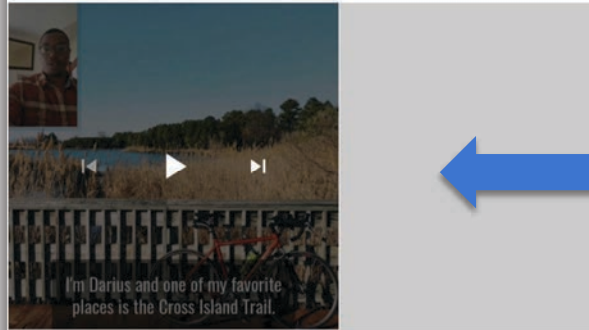 I'm Darius and one of my favorite
places is the Cross Island Trail.